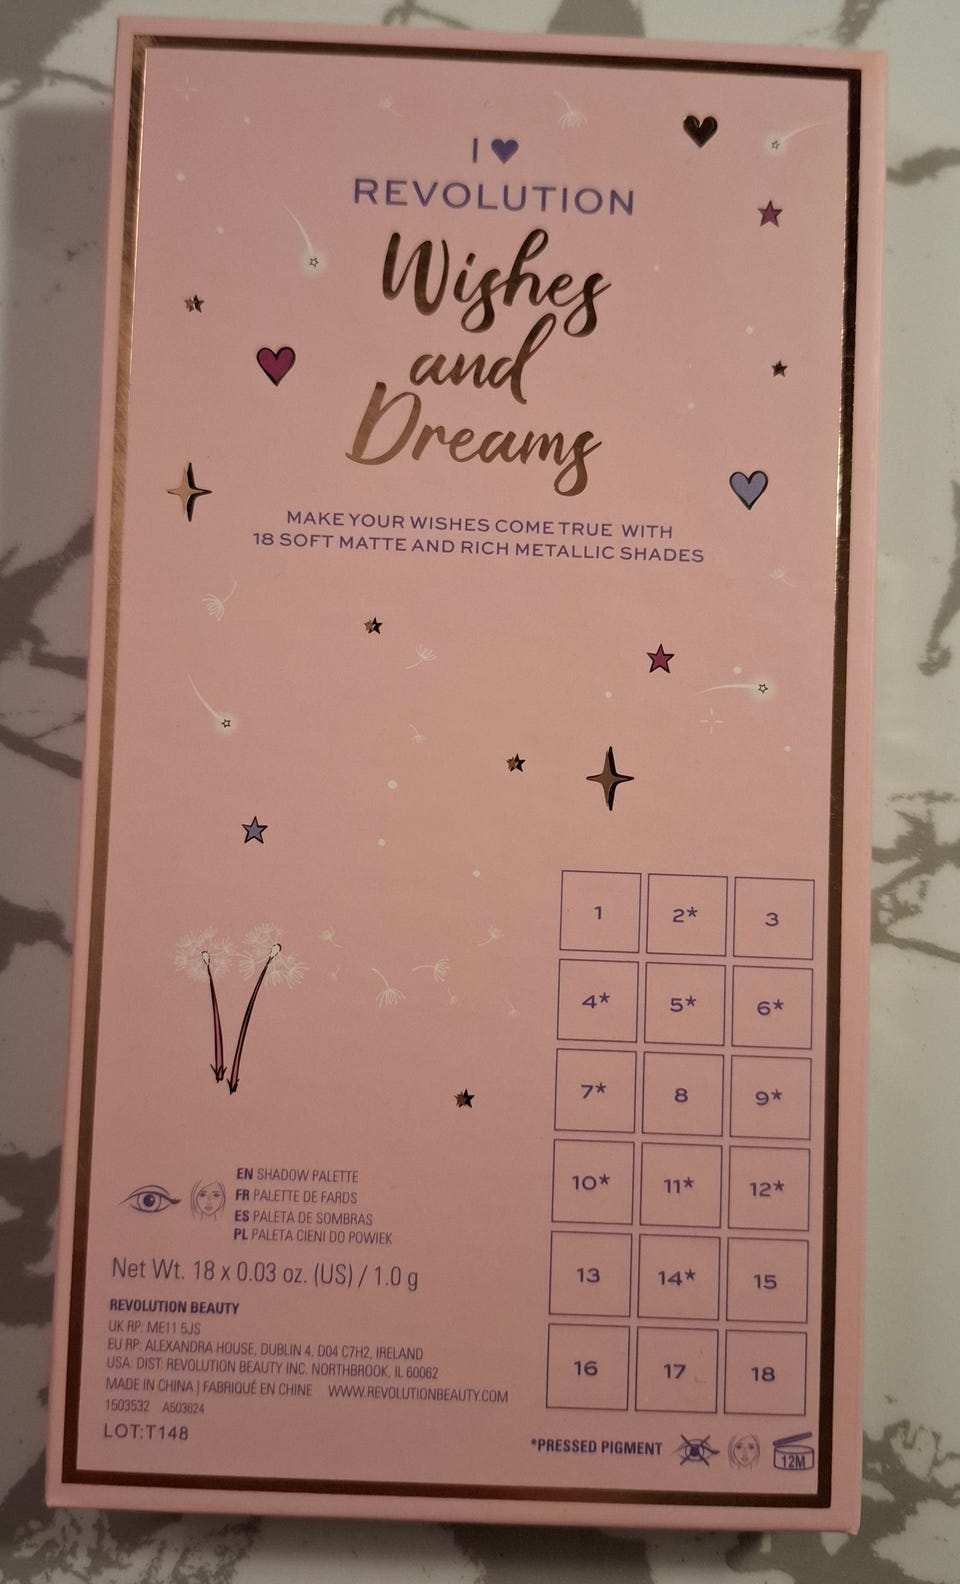 I ♥
REVOLUTION
Wishes
and
Dreams
MAKE YOUR WISHES COME TRUE WITH
18 SOFT MATTE AND RICH METALLIC SHADES
1 2* 3
4* 5* 6*
7* 8 9*
10* 11* 12*
13 14* 15
16 17 18
EN SHADOW PALETTE
FR PALETTE DE FARDS
ES PALETA DE SOMBRAS
PL PALETA CIENI DO POWIEK
Net Wt. 18 x 0.03 oz. (US) / 1.0 g
REVOLUTION BEAUTY
UK RP: ME11 5JS
EU RP: ALEXANDRA HOUSE, DUBLIN 4, D04 C7H2, IRELAND
USA: DIST: REVOLUTION BEAUTY INC. NORTHBROOK, IL 60062
MADE IN CHINA | FABRIQUÉ EN CHINE WWW.REVOLUTIONBEAUTY.COM
1503532 A503624
LOT:T148
*PRESSED PIGMENT 12M